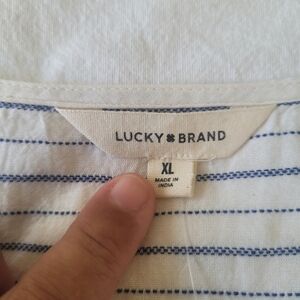 LUCKY BRAND
XL
MADE IN
INDIA